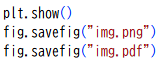 plt.show()
fig.savefig("img.png")
fig.savefig("img.pdf")